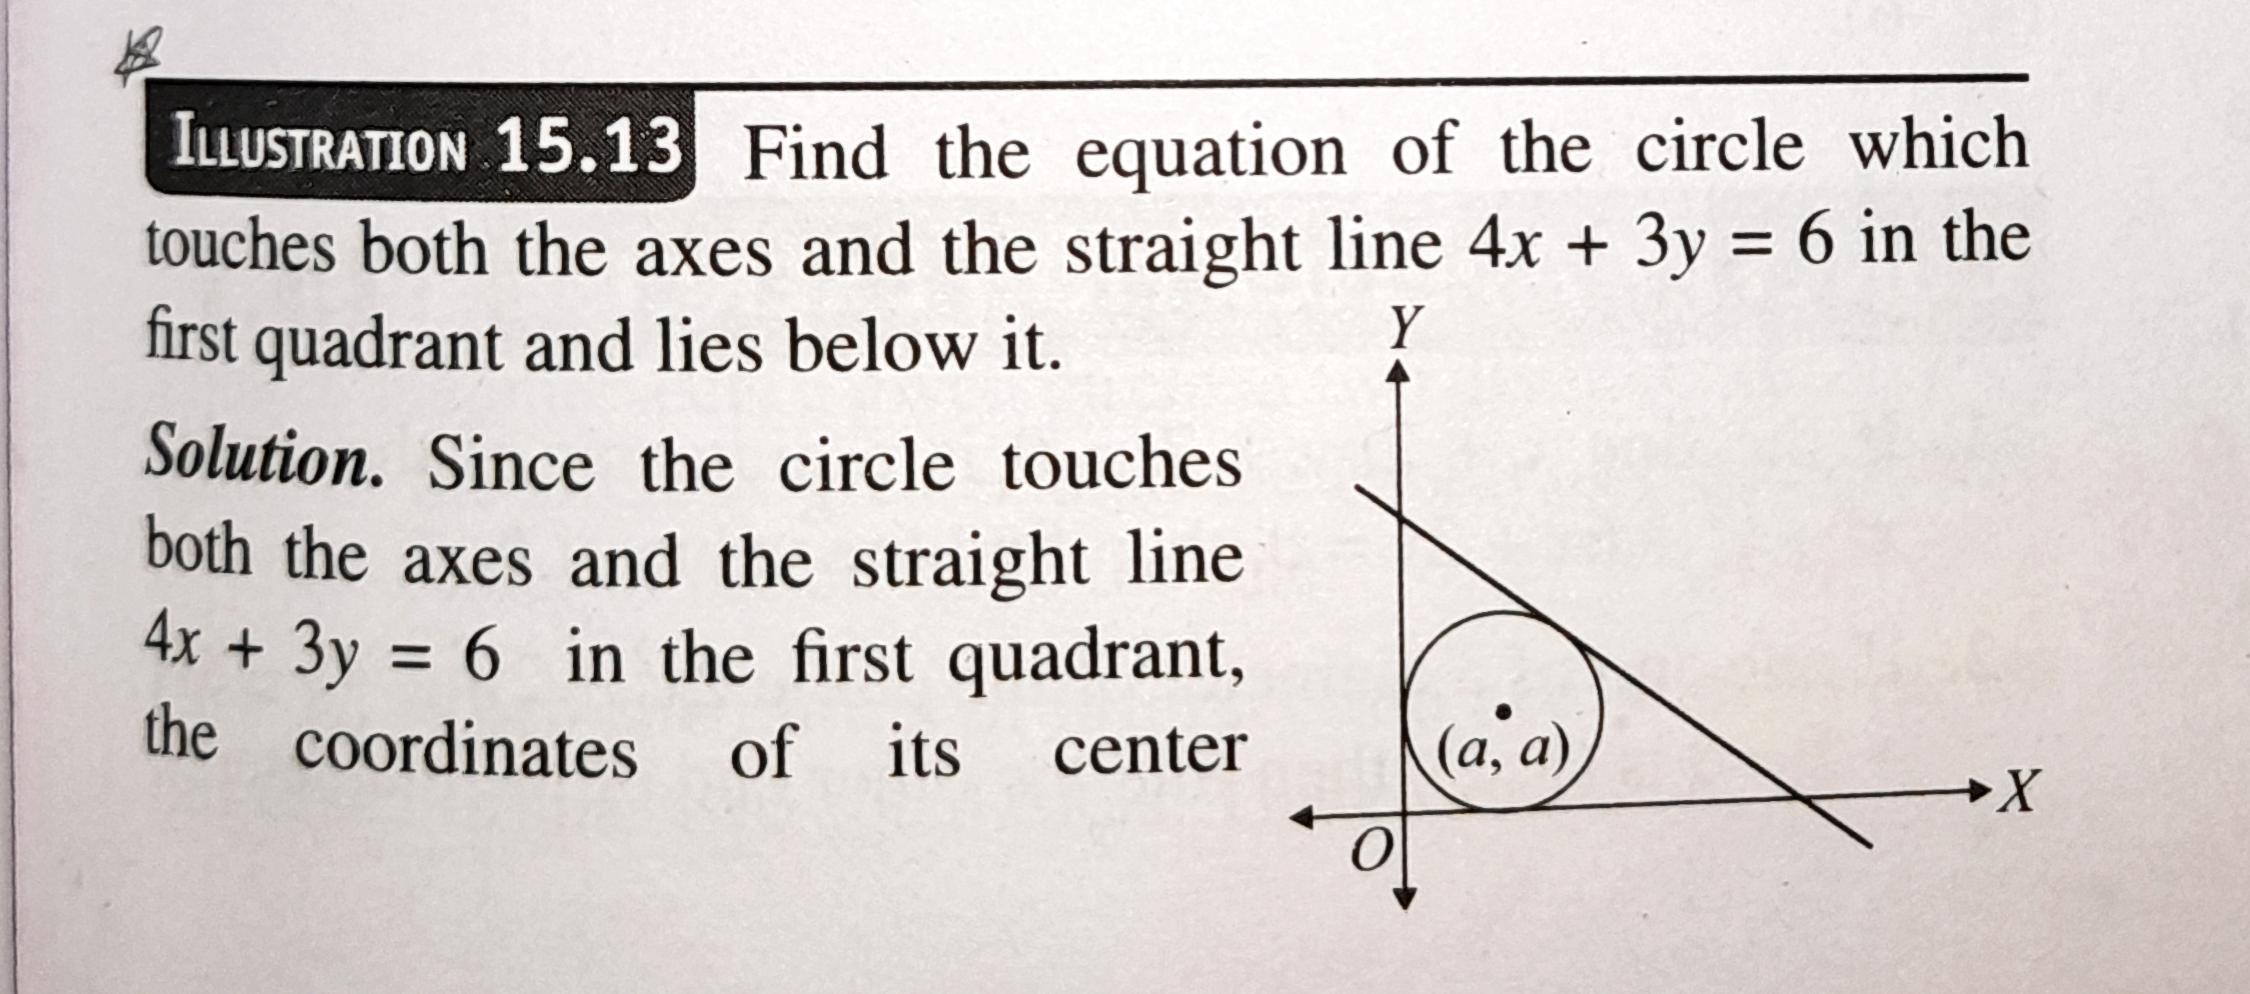 ILLUSTRATION 15.13 Find the equation of the circle which
touches both the axes and the straight line 4x + 3y = 6 in the
first quadrant and lies below it.
Solution. Since the circle touches
both the axes and the straight line
4x + 3y = 6 in the first quadrant,
the coordinates of its center
Y
(a, a)
X
O